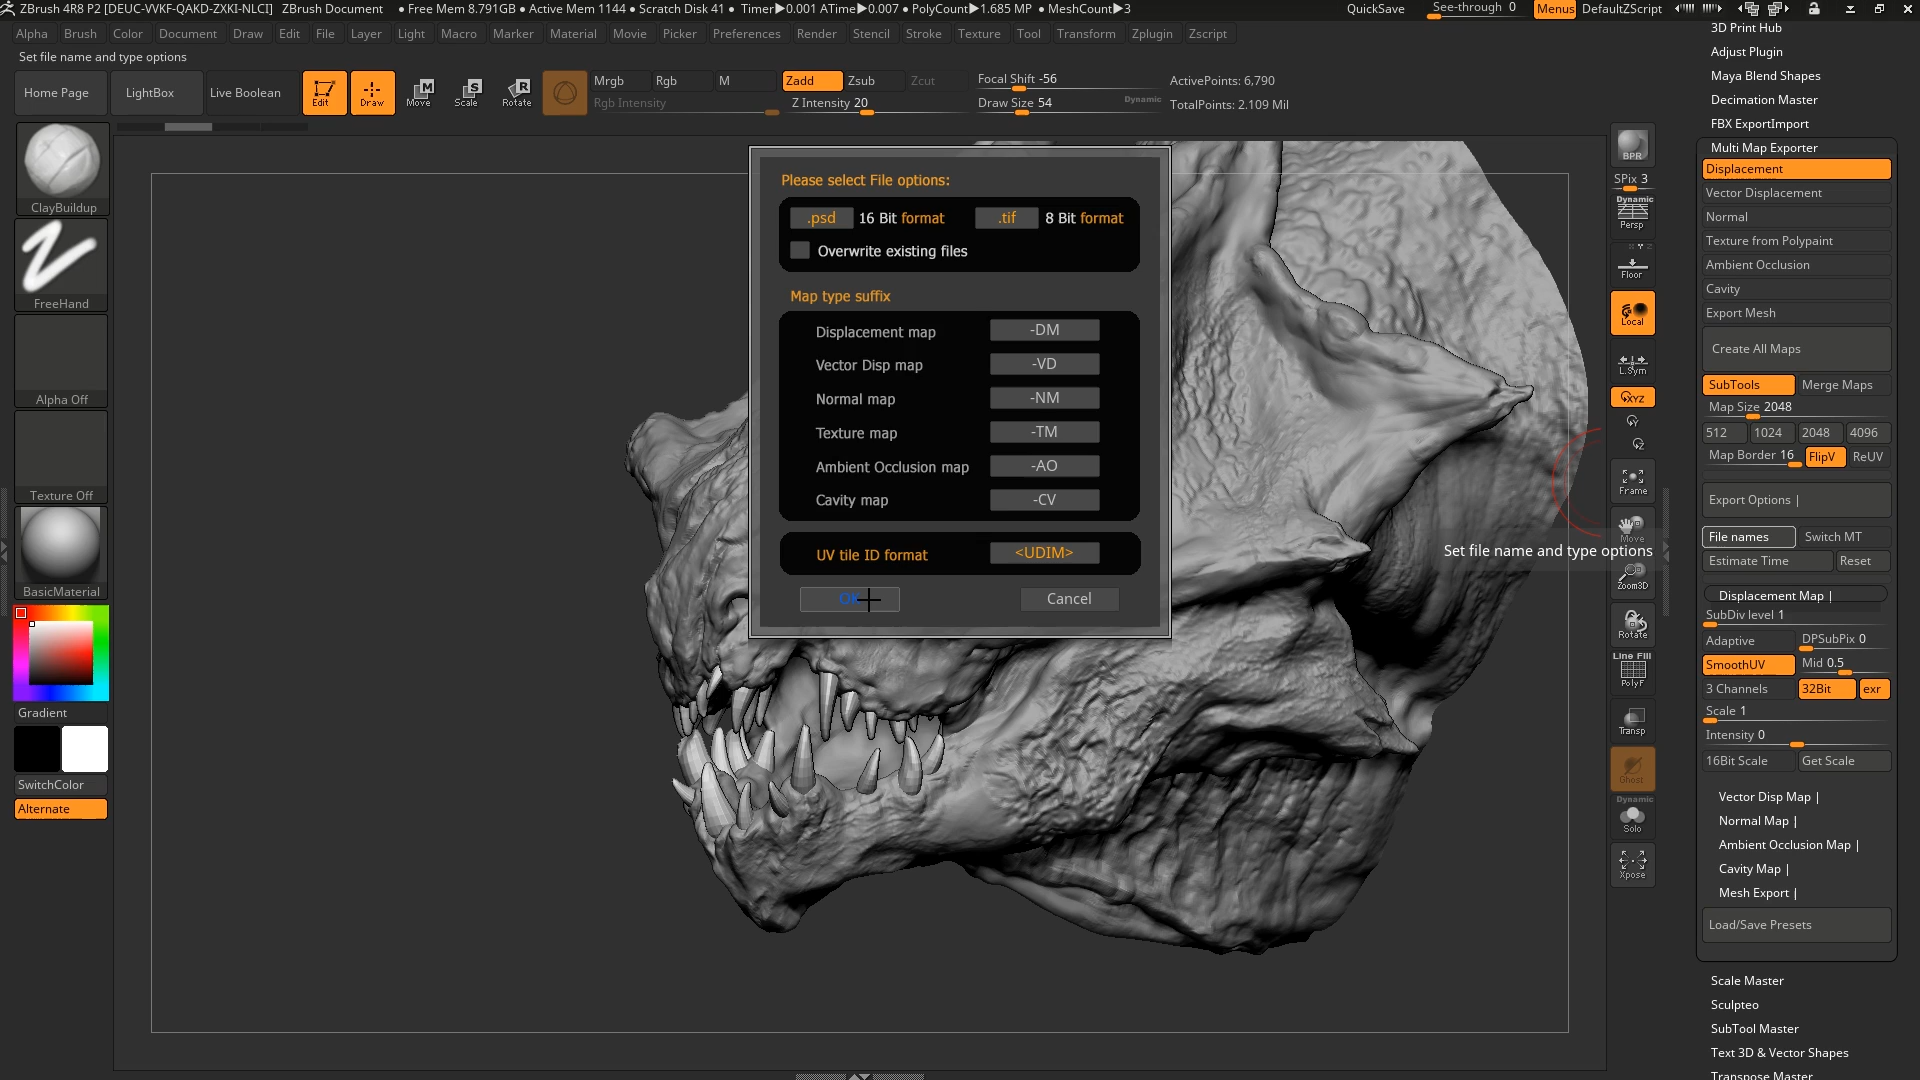 ZBrush 4R8 P2 [DEUC-VVKF-QAKD-ZXKI-NLCI] ZBrush Document • Free Mem 8.791GB • Active Mem 1144 • Scratch Disk 41 • Timer▶0.001 ATime▶0.007 • PolyCount▶1.685 MP • MeshCount▶3 QuickSave See-through 0 Menus DefaultZScript
Alpha Brush Color Document Draw Edit File Layer Light Macro Marker Material Movie Picker Preferences Render Stencil Stroke Texture Tool Transform Zplugin Zscript
Set file name and type options
Home Page LightBox Live Boolean Edit Draw Move Scale Rotate
M S R
Mrgb Rgb M Zadd Zsub Zcut Focal Shift -56 ActivePoints: 6,790
Rgb Intensity Z Intensity 20 Draw Size 54 Dynamic TotalPoints: 2.109 Mil
ClayBuildup
FreeHand
Alpha Off
Texture Off
BasicMaterial
Gradient
SwitchColor
Alternate
Please select File options:
.psd 16 Bit format .tif 8 Bit format
Overwrite existing files
Map type suffix
Displacement map -DM
Vector Disp map -VD
Normal map -NM
Texture map -TM
Ambient Occlusion map -AO
Cavity map -CV
UV tile ID format <UDIM>
OK Cancel
Set file name and type options
BPR
SPix 3
Dynamic
Persp
Floor
Local
L.Sym
XYZ
Y
Z
Frame
Move
Zoom3D
Rotate
Line Fill
PolyF
Transp
Ghost
Dynamic
Solo
Xpose
3D Print Hub
Adjust Plugin
Maya Blend Shapes
Decimation Master
FBX ExportImport
Multi Map Exporter
Displacement
Vector Displacement
Normal
Texture from Polypaint
Ambient Occlusion
Cavity
Export Mesh
Create All Maps
SubTools Merge Maps
Map Size 2048
512 1024 2048 4096
Map Border 16 FlipV ReUV
Export Options |
File names Switch MT
Estimate Time Reset
Displacement Map |
SubDiv level 1
Adaptive DPSubPix 0
SmoothUV Mid 0.5
3 Channels 32Bit exr
Scale 1
Intensity 0
16Bit Scale Get Scale
Vector Disp Map |
Normal Map |
Ambient Occlusion Map |
Cavity Map |
Mesh Export |
Load/Save Presets
Scale Master
Sculpteo
SubTool Master
Text 3D & Vector Shapes
Transpose Master